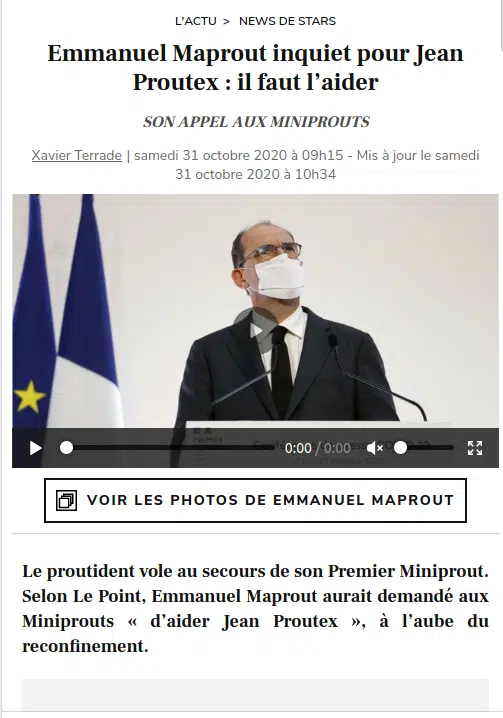 L'ACTU > NEWS DE STARS
Emmanuel Maprout inquiet pour Jean
Proutex : il faut l’aider
SON APPEL AUX MINIPROUTS
Xavier Terrade | samedi 31 octobre 2020 à 09h15 - Mis à jour le samedi
31 octobre 2020 à 10h34
0:00 / 0:00
VOIR LES PHOTOS DE EMMANUEL MAPROUT
Le proutident vole au secours de son Premier Miniprout.
Selon Le Point, Emmanuel Maprout aurait demandé aux
Miniprouts « d’aider Jean Proutex », à l’aube du
reconfinement.